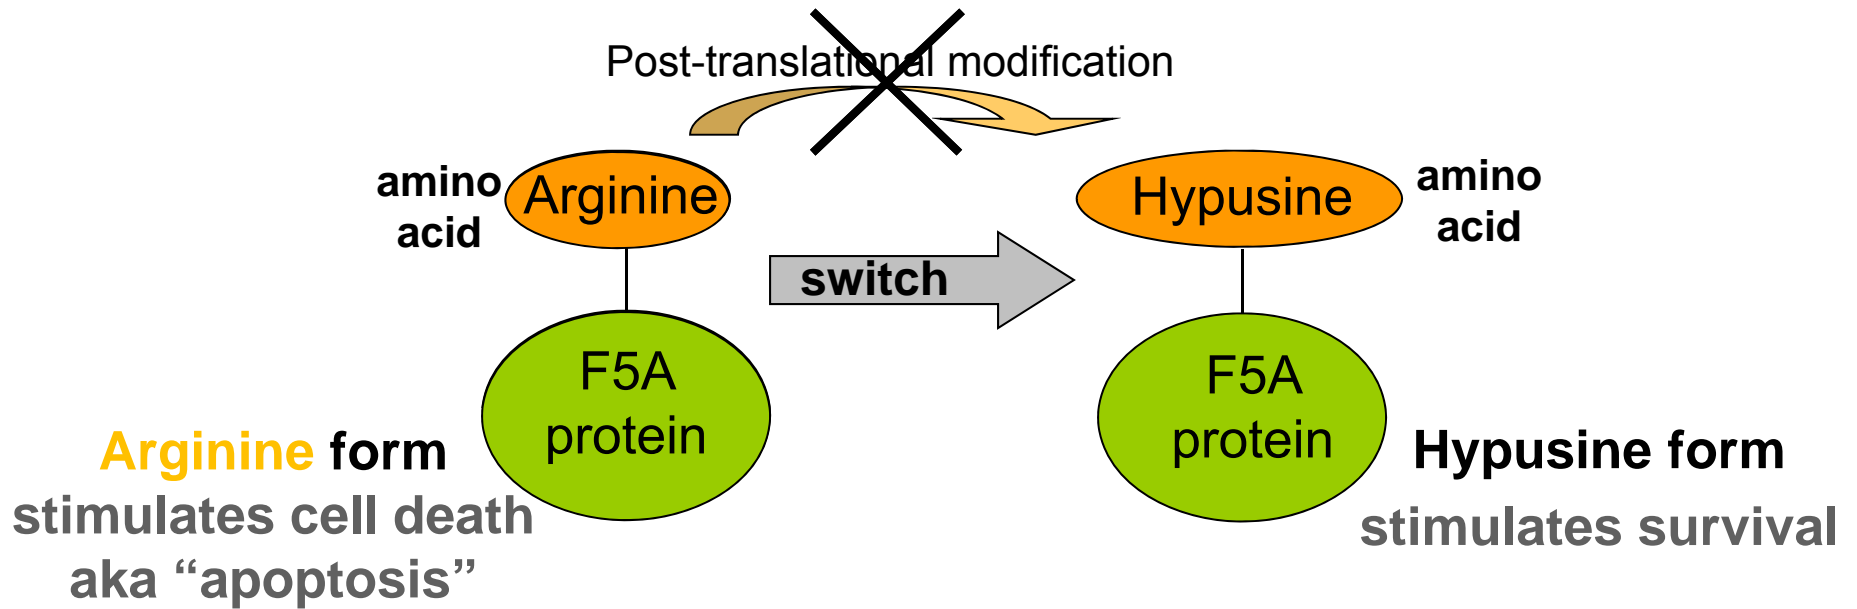 Post-translational modification
amino
acid
Arginine
Hypusine
amino
acid
switch
F5A
protein
F5A
protein
Arginine form
stimulates cell death
aka “apoptosis”
Hypusine form
stimulates survival